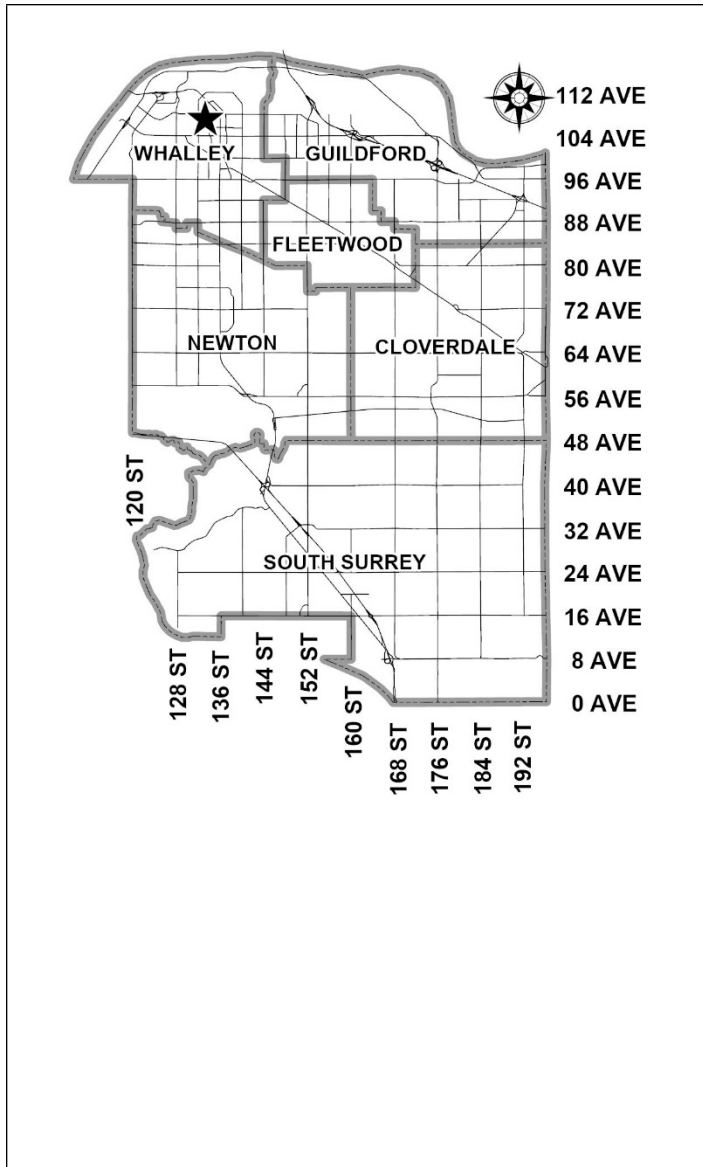 112 AVE
104 AVE
WHALLEY
GUILDFORD
96 AVE
88 AVE
FLEETWOOD
80 AVE
72 AVE
NEWTON
CLOVERDALE
64 AVE
56 AVE
48 AVE
120 ST
40 AVE
32 AVE
SOUTH SURREY
24 AVE
16 AVE
128 ST
136 ST
144 ST
152 ST
160 ST
8 AVE
0 AVE
168 ST
176 ST
184 ST
192 ST